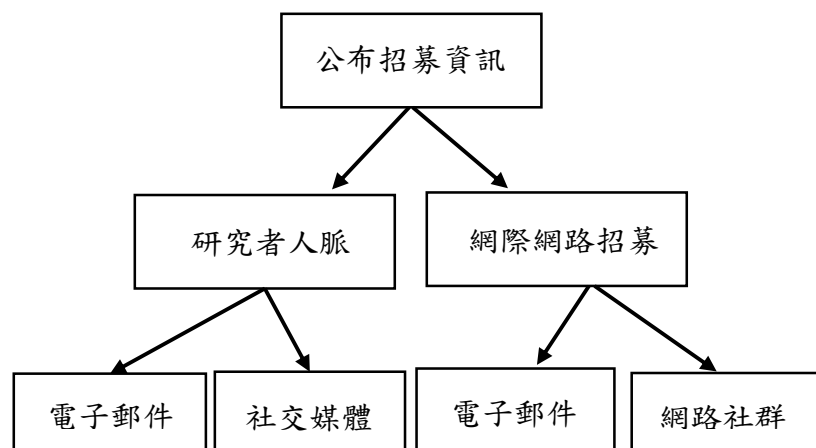 公布招募資訊
研究者人脈
網際網路招募
電子郵件
社交媒體
電子郵件
網路社群